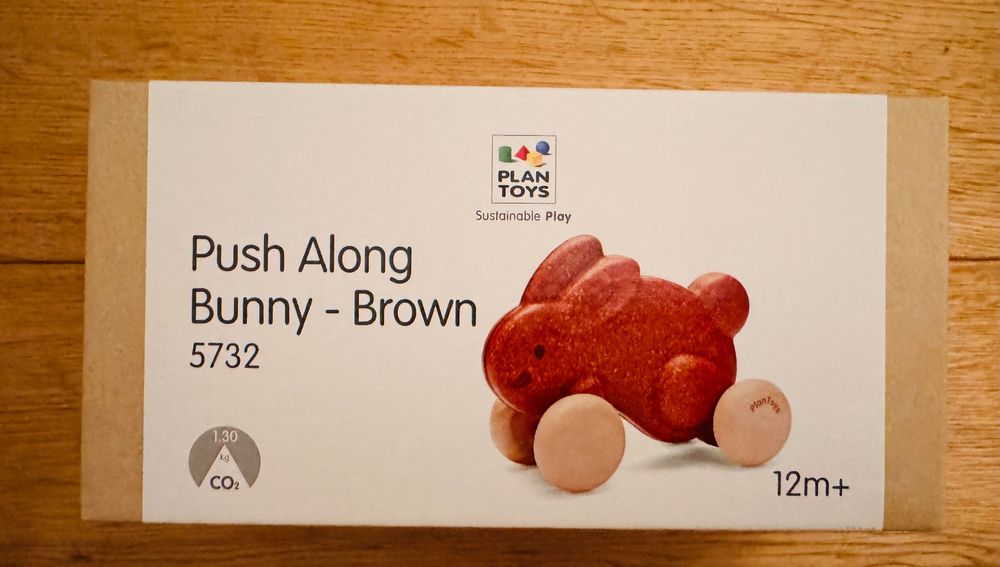 PLAN
TOYS
Sustainable Play
Push Along
Bunny - Brown
5732
PlanToys
1.30
kg
CO₂
12m+